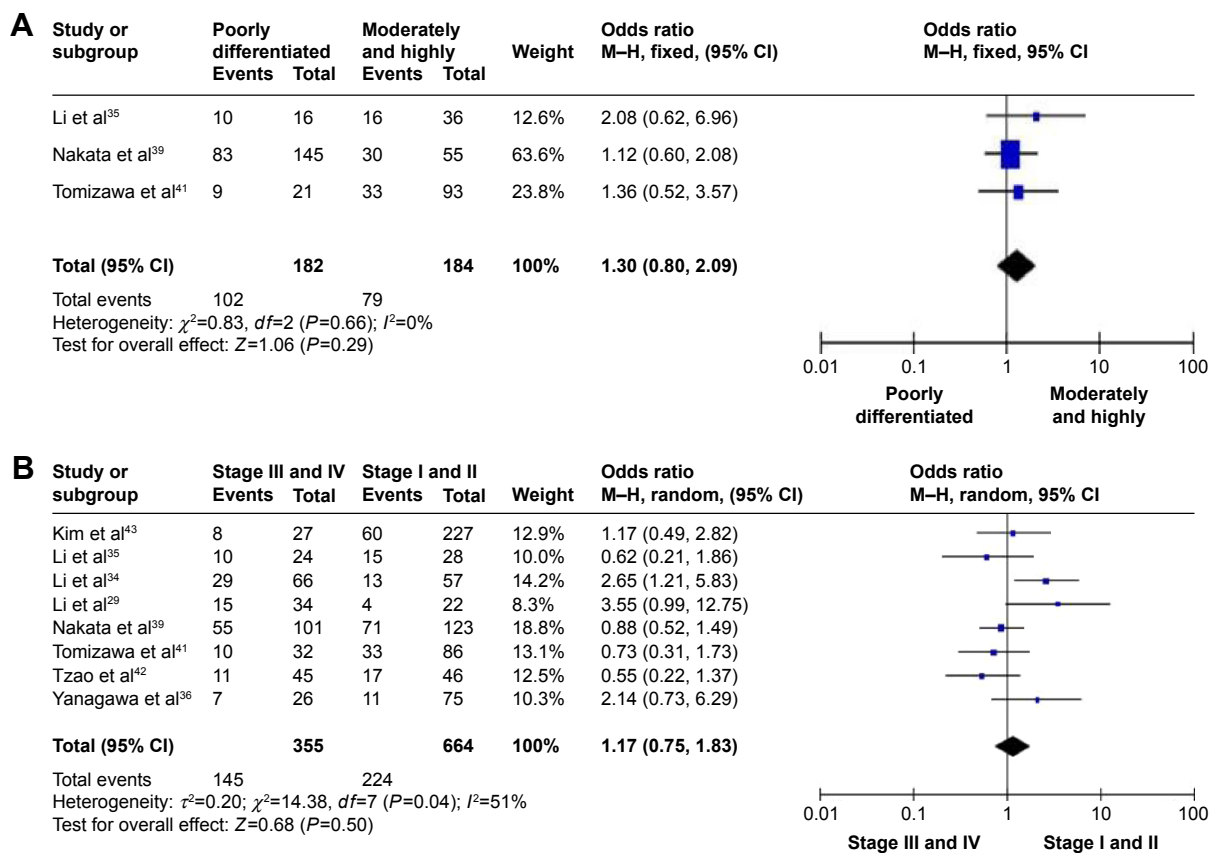 A
Study or subgroup Poorly differentiated Moderately and highly Weight Odds ratio M–H, fixed, (95% CI) Odds ratio M–H, fixed, 95% CI
Events Total Events Total
Li et al35 10 16 16 36 12.6% 2.08 (0.62, 6.96)
Nakata et al39 83 145 30 55 63.6% 1.12 (0.60, 2.08)
Tomizawa et al41 9 21 33 93 23.8% 1.36 (0.52, 3.57)
Total (95% CI) 182 184 100% 1.30 (0.80, 2.09)
Total events 102 79
Heterogeneity: χ2=0.83, df=2 (P=0.66); I2=0%
Test for overall effect: Z=1.06 (P=0.29)
0.01 0.1 1 10 100
Poorly differentiated Moderately and highly
B
Study or subgroup Stage III and IV Stage I and II Weight Odds ratio M–H, random, (95% CI) Odds ratio M–H, random, 95% CI
Events Total Events Total
Kim et al43 8 27 60 227 12.9% 1.17 (0.49, 2.82)
Li et al35 10 24 15 28 10.0% 0.62 (0.21, 1.86)
Li et al34 29 66 13 57 14.2% 2.65 (1.21, 5.83)
Li et al29 15 34 4 22 8.3% 3.55 (0.99, 12.75)
Nakata et al39 55 101 71 123 18.8% 0.88 (0.52, 1.49)
Tomizawa et al41 10 32 33 86 13.1% 0.73 (0.31, 1.73)
Tzao et al42 11 45 17 46 12.5% 0.55 (0.22, 1.37)
Yanagawa et al36 7 26 11 75 10.3% 2.14 (0.73, 6.29)
Total (95% CI) 355 664 100% 1.17 (0.75, 1.83)
Total events 145 224
Heterogeneity: τ2=0.20; χ2=14.38, df=7 (P=0.04); I2=51%
Test for overall effect: Z=0.68 (P=0.50)
0.01 0.1 1 10 100
Stage III and IV Stage I and II